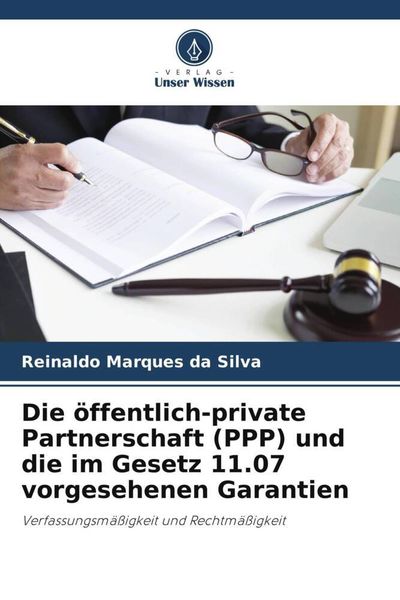 - VERLAG -
Unser Wissen
Reinaldo Marques da Silva
Die öffentlich-private
Partnerschaft (PPP) und
die im Gesetz 11.07
vorgesehenen Garantien
Verfassungsmäßigkeit und Rechtmäßigkeit